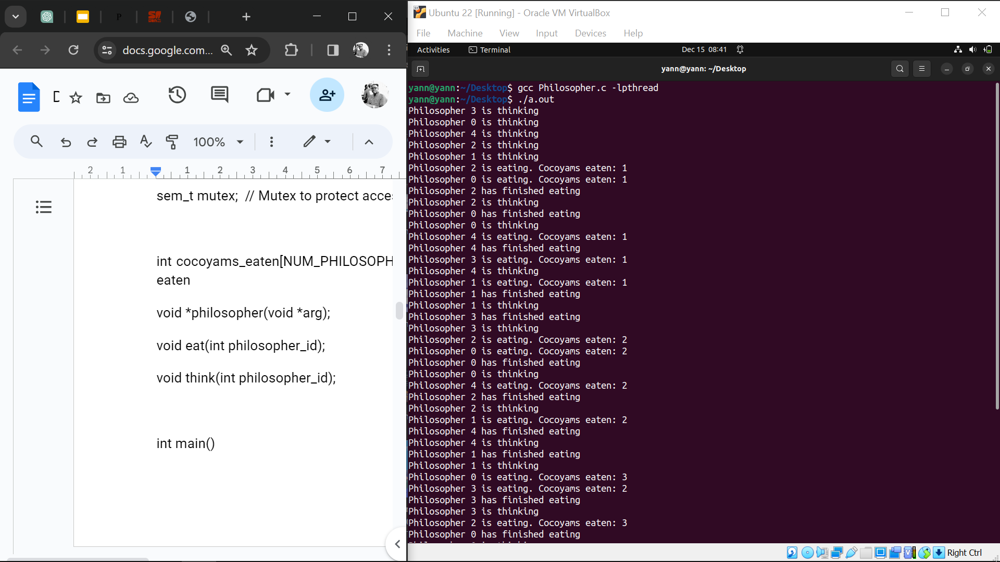 docs.google.com...
100%
2 1 1 2 3 4 5 6 7
sem_t mutex; // Mutex to protect
int cocoyams_eaten[NUM_PHILOSOPH
eaten
void *philosopher(void *arg);
void eat(int philosopher_id);
void think(int philosopher_id);
int main()
Ubuntu 22 [Running] - Oracle VM VirtualBox
File Machine View Input Devices Help
Activities Terminal Dec 15 08:41
yann@yann: ~/Desktop
yann@yann:~/Desktop$ gcc Philosopher.c -lpthread
yann@yann:~/Desktop$ ./a.out
Philosopher 3 is thinking
Philosopher 0 is thinking
Philosopher 4 is thinking
Philosopher 2 is thinking
Philosopher 1 is thinking
Philosopher 2 is eating. Cocoyams eaten: 1
Philosopher 0 is eating. Cocoyams eaten: 1
Philosopher 2 has finished eating
Philosopher 2 is thinking
Philosopher 0 has finished eating
Philosopher 0 is thinking
Philosopher 4 is eating. Cocoyams eaten: 1
Philosopher 4 has finished eating
Philosopher 3 is eating. Cocoyams eaten: 1
Philosopher 4 is thinking
Philosopher 1 is eating. Cocoyams eaten: 1
Philosopher 1 has finished eating
Philosopher 1 is thinking
Philosopher 3 has finished eating
Philosopher 3 is thinking
Philosopher 2 is eating. Cocoyams eaten: 2
Philosopher 0 is eating. Cocoyams eaten: 2
Philosopher 0 has finished eating
Philosopher 0 is thinking
Philosopher 4 is eating. Cocoyams eaten: 2
Philosopher 2 has finished eating
Philosopher 2 is thinking
Philosopher 1 is eating. Cocoyams eaten: 2
Philosopher 4 has finished eating
Philosopher 4 is thinking
Philosopher 1 has finished eating
Philosopher 1 is thinking
Philosopher 0 is eating. Cocoyams eaten: 3
Philosopher 3 is eating. Cocoyams eaten: 2
Philosopher 3 has finished eating
Philosopher 3 is thinking
Philosopher 2 is eating. Cocoyams eaten: 3
Philosopher 0 has finished eating
Right Ctrl